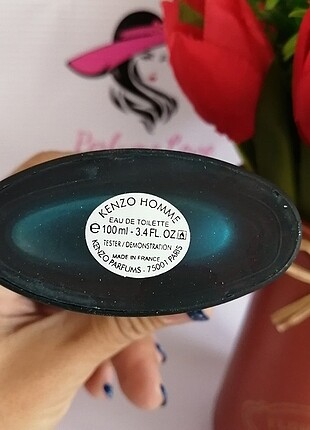 KENZO HOMME
EAU DE TOILETTE
℮ 100 ml - 3.4 FL. OZ
TESTER / DEMONSTRATION
MADE IN FRANCE
KENZO PARFUMS - 75001 PARIS